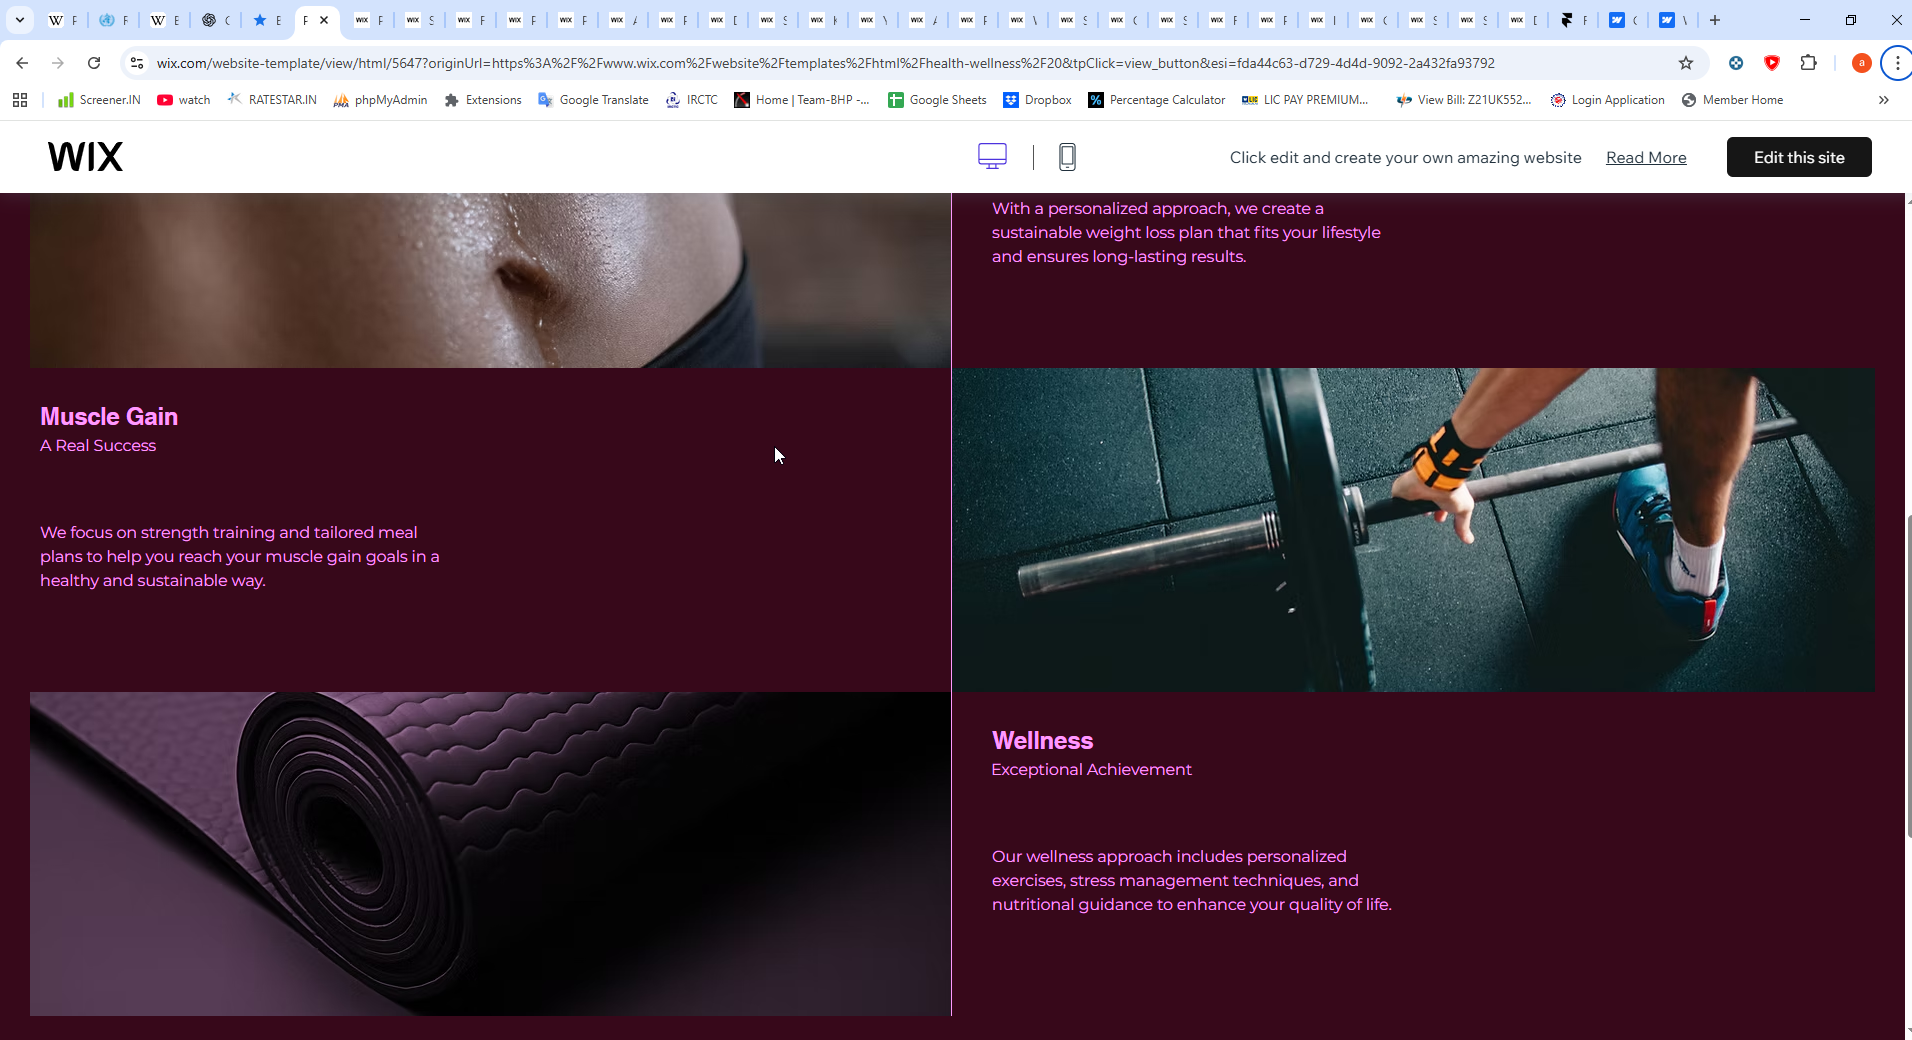 wix.com/website-template/view/html/5647?originUrl=https%3A%2F%2Fwww.wix.com%2Fwebsite%2Ftemplates%2Fhtml%2Fhealth-wellness%2F20&tpClick=view_button&esi=fda44c63-d729-4d4d-9092-2a432fa93792
Screener.IN watch RATESTAR.IN phpMyAdmin Extensions Google Translate IRCTC Home | Team-BHP -... Google Sheets Dropbox Percentage Calculator LIC PAY PREMIUM... View Bill: Z21UK552... Login Application Member Home
WIX Click edit and create your own amazing website Read More Edit this site
With a personalized approach, we create a
sustainable weight loss plan that fits your lifestyle
and ensures long-lasting results.
Muscle Gain
A Real Success
We focus on strength training and tailored meal
plans to help you reach your muscle gain goals in a
healthy and sustainable way.
Wellness
Exceptional Achievement
Our wellness approach includes personalized
exercises, stress management techniques, and
nutritional guidance to enhance your quality of life.